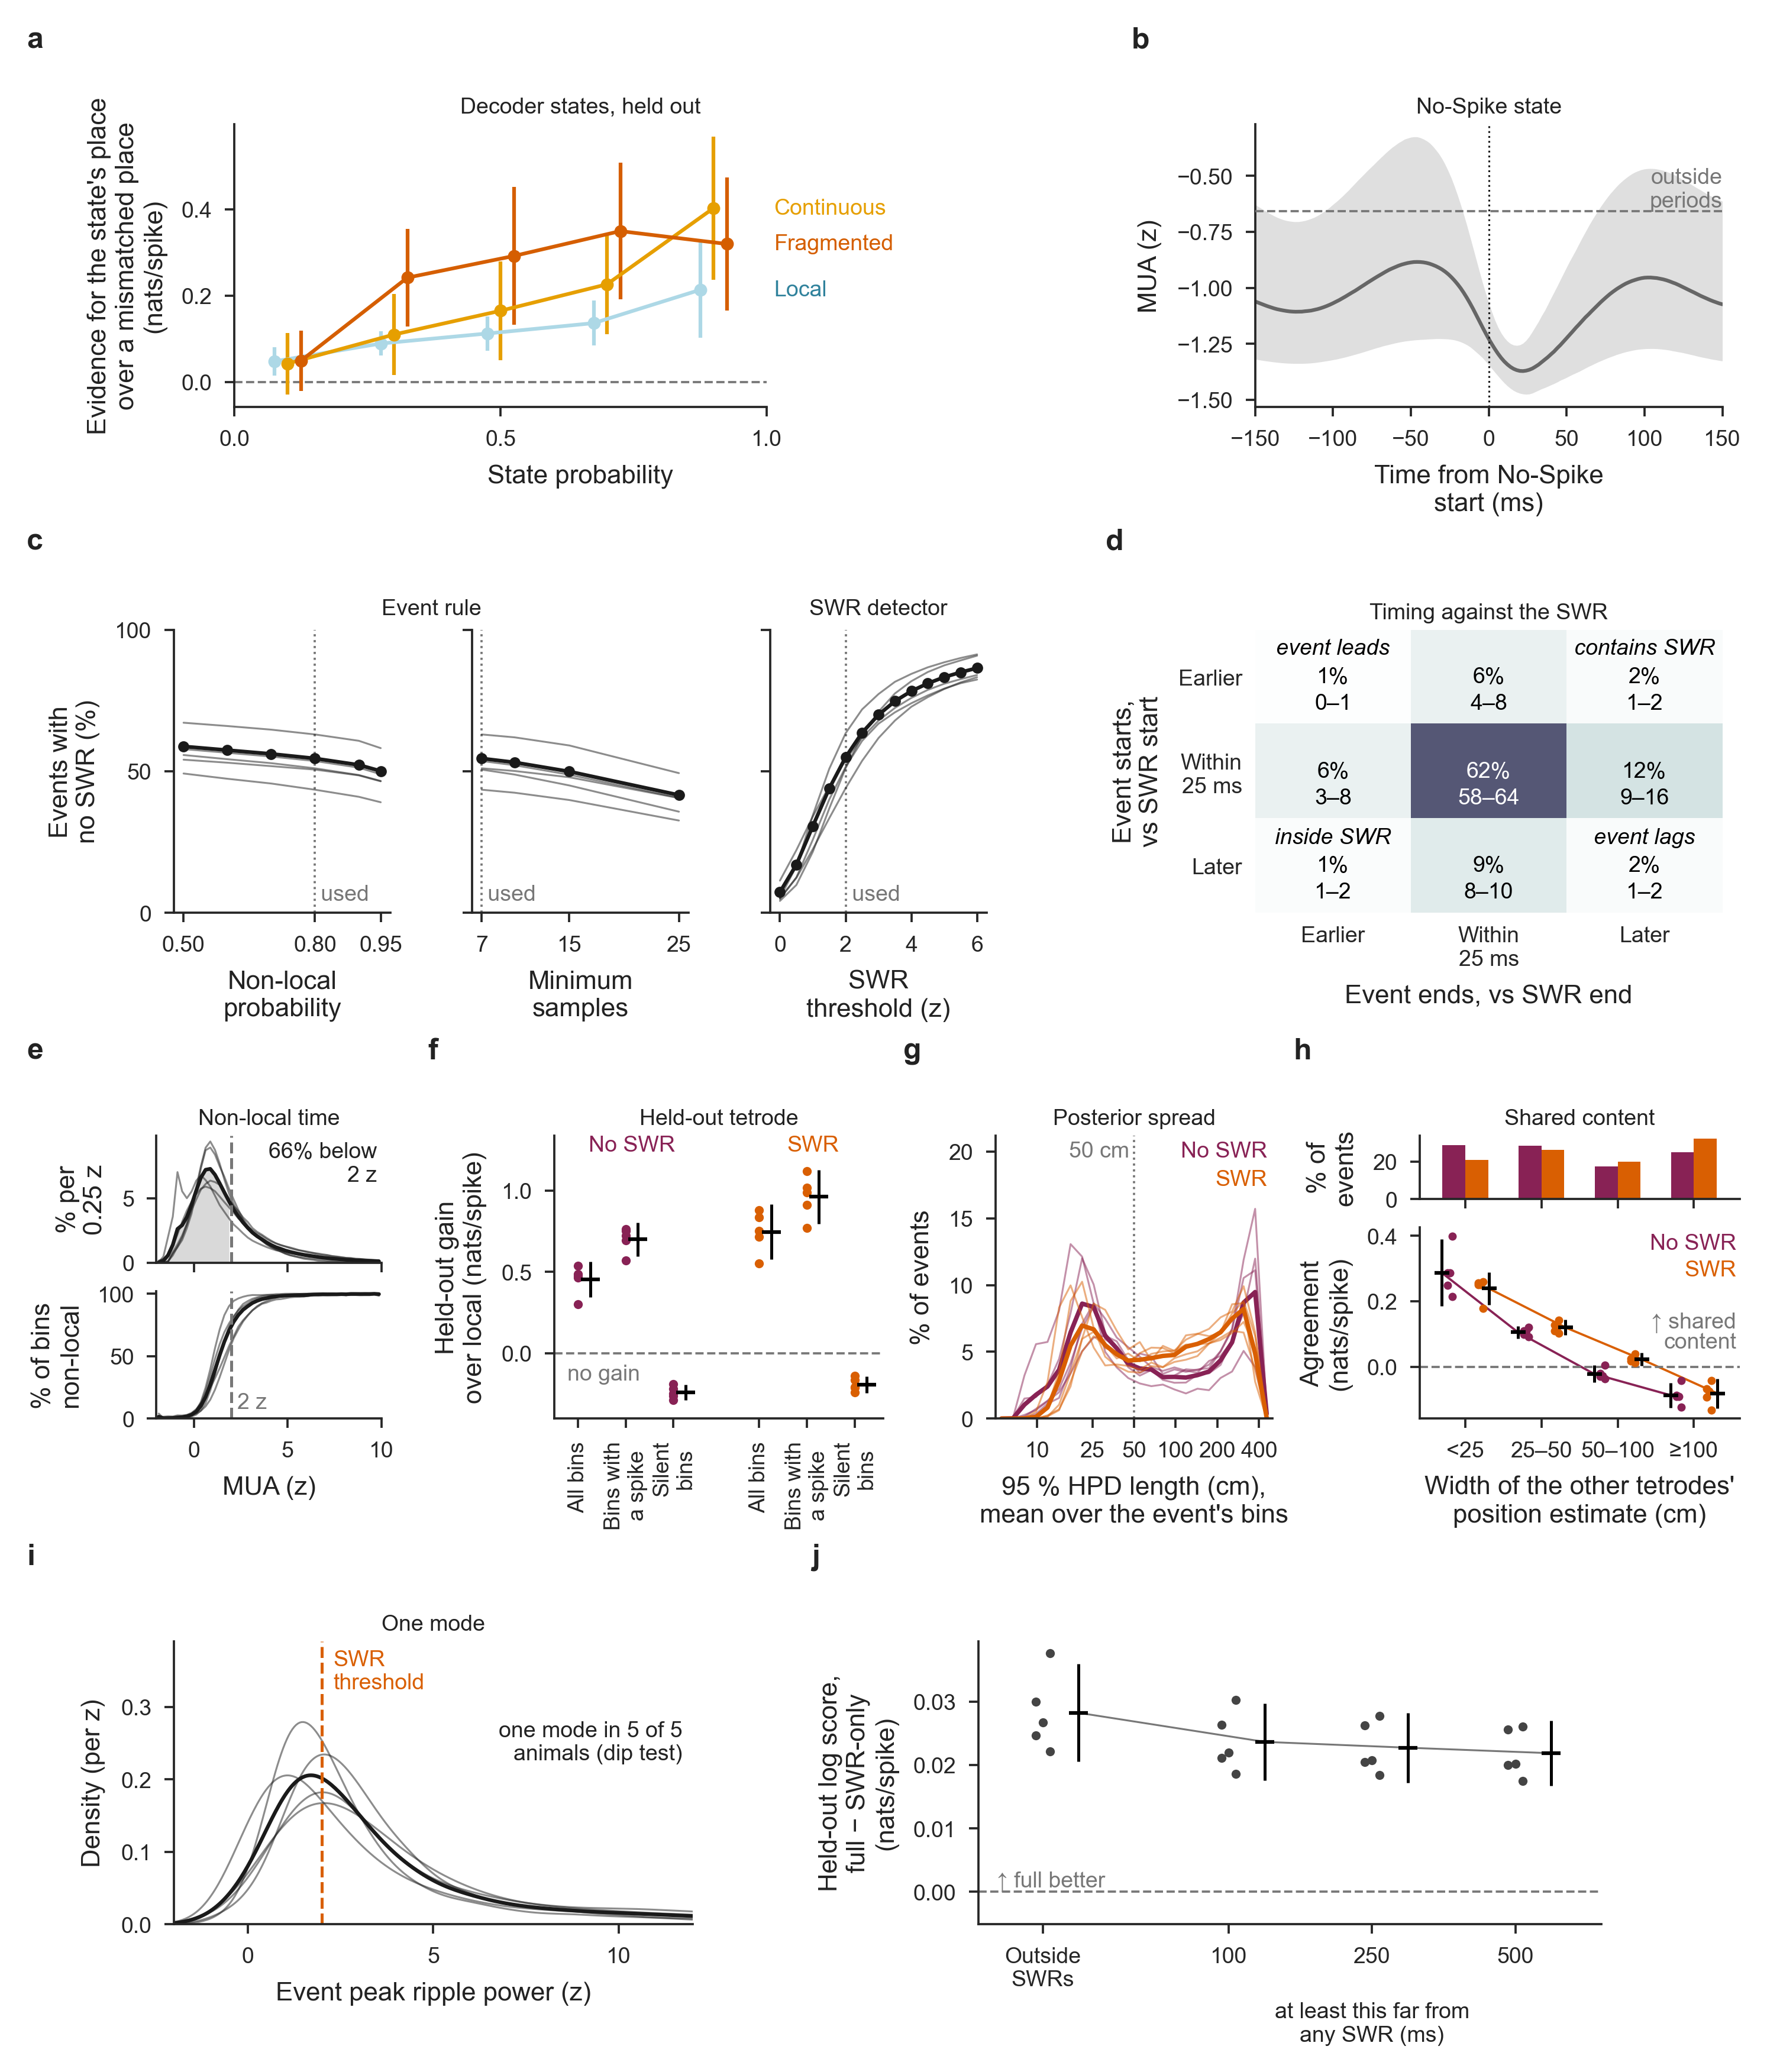 a
Decoder states, held out
Evidence for the state's place
over a mismatched place
(nats/spike)
0.4
0.2
0.0
0.0
0.5
1.0
State probability
Continuous
Fragmented
Local
b
No-Spike state
MUA (z)
−0.50
−0.75
−1.00
−1.25
−1.50
outside
periods
−150
−100
−50
0
50
100
150
Time from No-Spike
start (ms)
c
Event rule
SWR detector
Events with
no SWR (%)
100
50
0
used
used
used
0.50
0.80
0.95
7
15
25
0
2
4
6
Non-local
probability
Minimum
samples
SWR
threshold (z)
d
Timing against the SWR
Event starts,
vs SWR start
Earlier
Within
25 ms
Later
event leads
1%
0–1
6%
4–8
contains SWR
2%
1–2
6%
3–8
62%
58–64
12%
9–16
inside SWR
1%
1–2
9%
8–10
event lags
2%
1–2
Earlier
Within
25 ms
Later
Event ends, vs SWR end
e
Non-local time
% per
0.25 z
5
0
66% below
2 z
% of bins
non-local
100
50
0
2 z
0
5
10
MUA (z)
f
Held-out tetrode
No SWR
SWR
Held-out gain
over local (nats/spike)
1.0
0.5
0.0
no gain
All bins
Bins with
a spike
Silent
bins
All bins
Bins with
a spike
Silent
bins
g
Posterior spread
50 cm
No SWR
SWR
% of events
20
15
10
5
0
10
25
50
100
200
400
95 % HPD length (cm),
mean over the event's bins
h
Shared content
% of
events
20
0
Agreement
(nats/spike)
0.4
0.2
0.0
No SWR
SWR
↑ shared
content
<25
25–50
50–100
≥100
Width of the other tetrodes'
position estimate (cm)
i
One mode
SWR
threshold
Density (per z)
0.3
0.2
0.1
0.0
one mode in 5 of 5
animals (dip test)
0
5
10
Event peak ripple power (z)
j
Held-out log score,
full − SWR-only
(nats/spike)
0.03
0.02
0.01
0.00
↑ full better
Outside
SWRs
100
250
500
at least this far from
any SWR (ms)